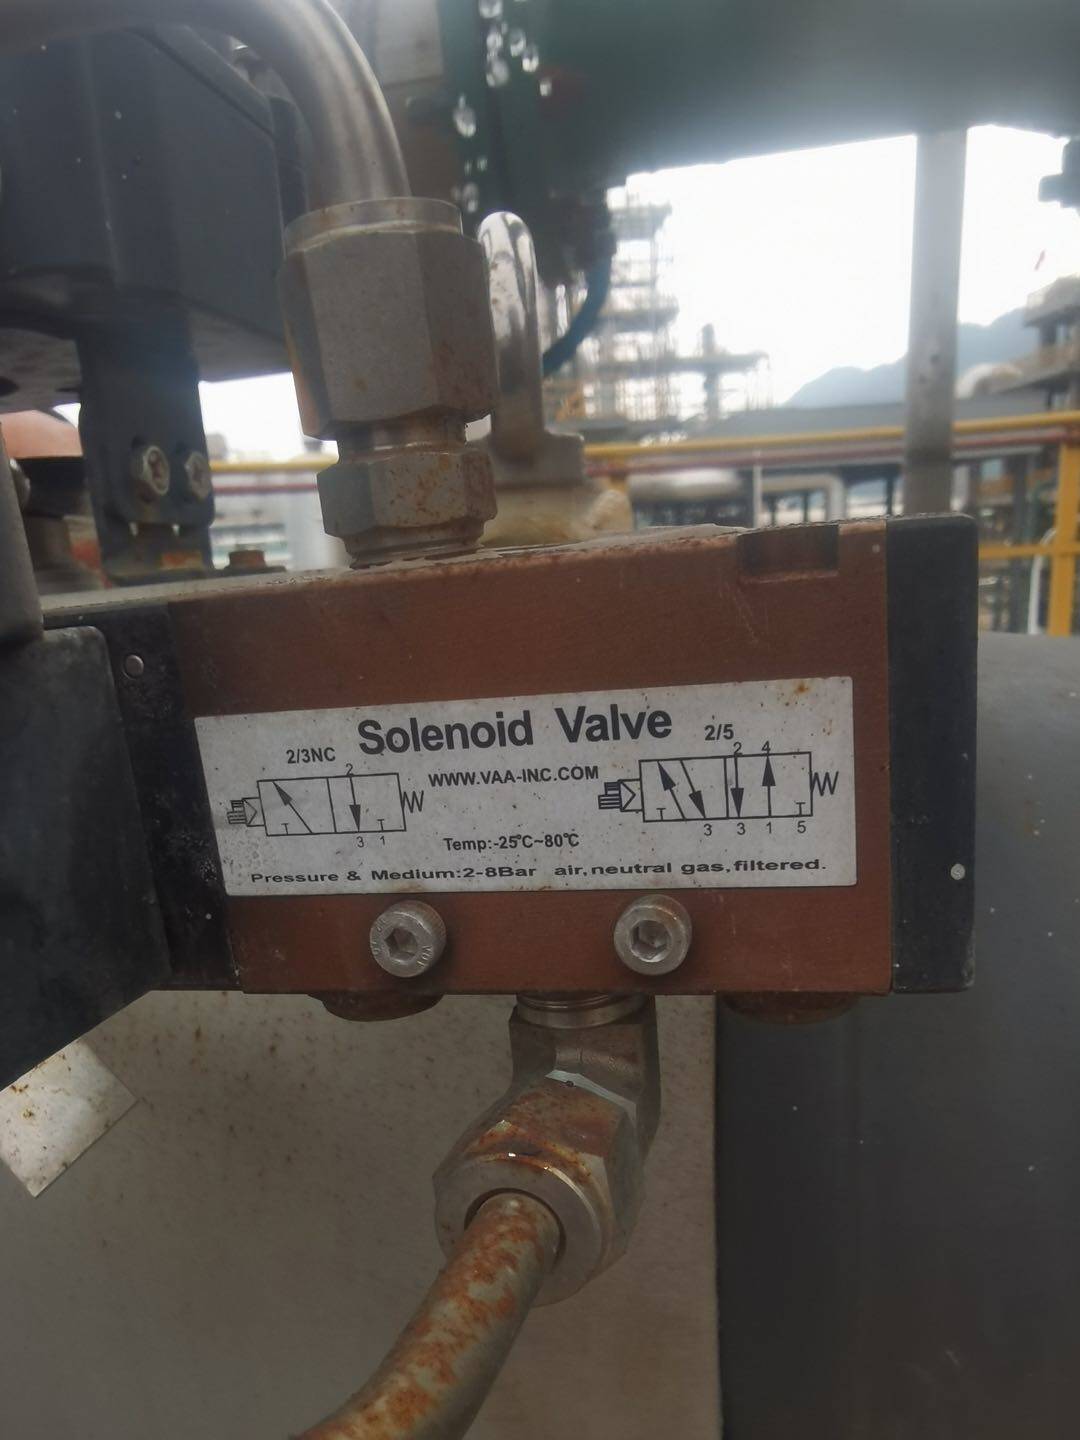 Solenoid Valve
2/3NC
2/5
2
2 4
WWW.VAA-INC.COM
3 1
3 3 1 5
Temp:-25℃~80℃
Pressure & Medium:2-8Bar air,neutral gas,filtered.